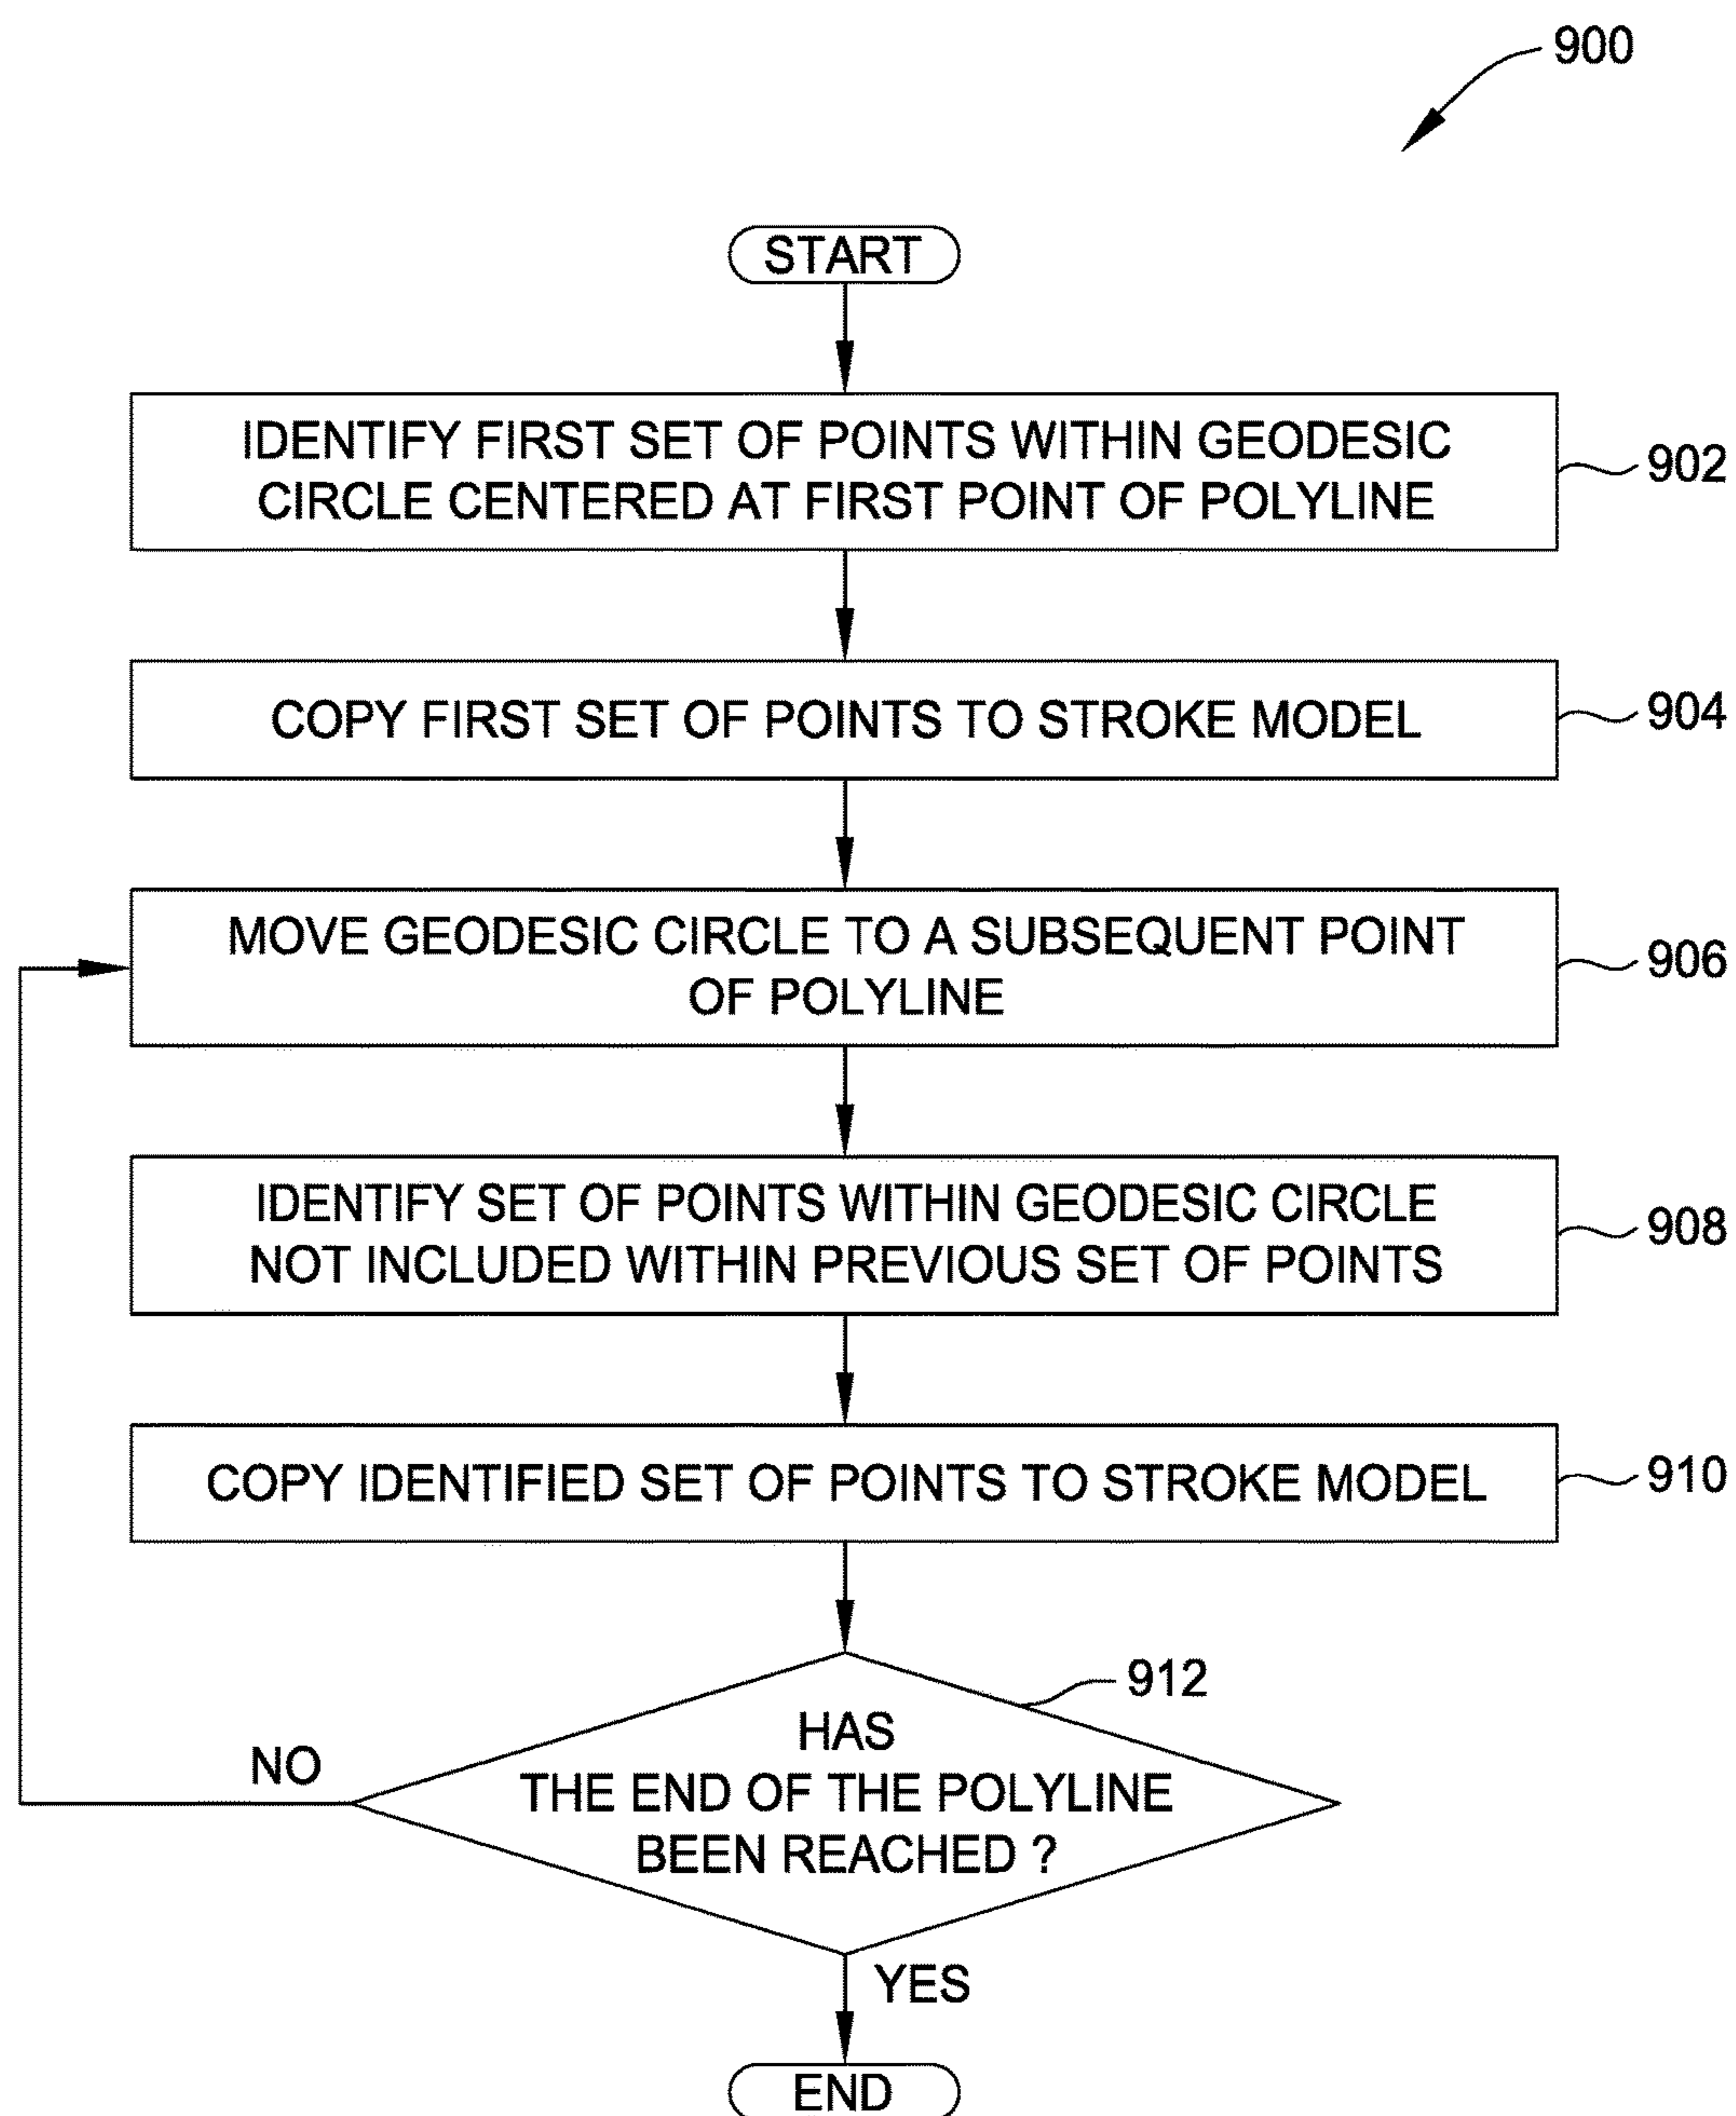 900
START
IDENTIFY FIRST SET OF POINTS WITHIN GEODESIC
CIRCLE CENTERED AT FIRST POINT OF POLYLINE
902
COPY FIRST SET OF POINTS TO STROKE MODEL
904
MOVE GEODESIC CIRCLE TO A SUBSEQUENT POINT
OF POLYLINE
906
IDENTIFY SET OF POINTS WITHIN GEODESIC CIRCLE
NOT INCLUDED WITHIN PREVIOUS SET OF POINTS
908
COPY IDENTIFIED SET OF POINTS TO STROKE MODEL
910
912
HAS
THE END OF THE POLYLINE
BEEN REACHED ?
NO
YES
END